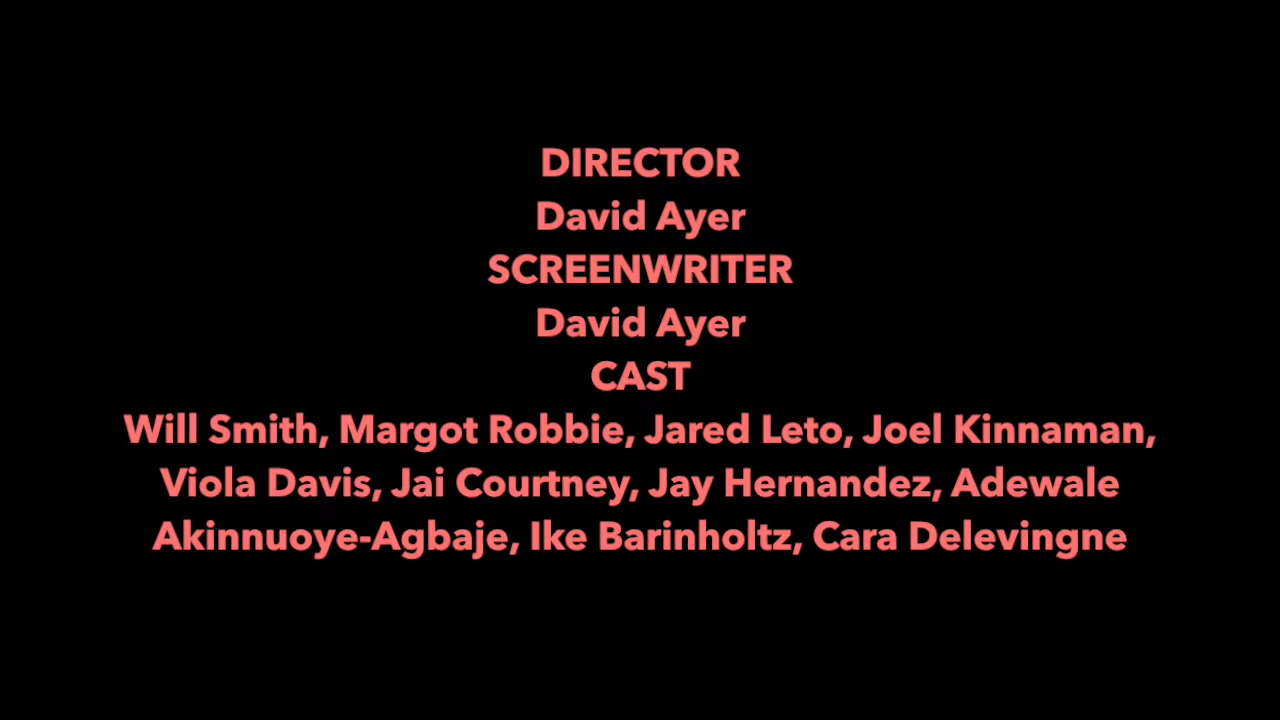 DIRECTOR
David Ayer
SCREENWRITER
David Ayer
CAST
Will Smith, Margot Robbie, Jared Leto, Joel Kinnaman,
Viola Davis, Jai Courtney, Jay Hernandez, Adewale
Akinnuoye-Agbaje, Ike Barinholtz, Cara Delevingne